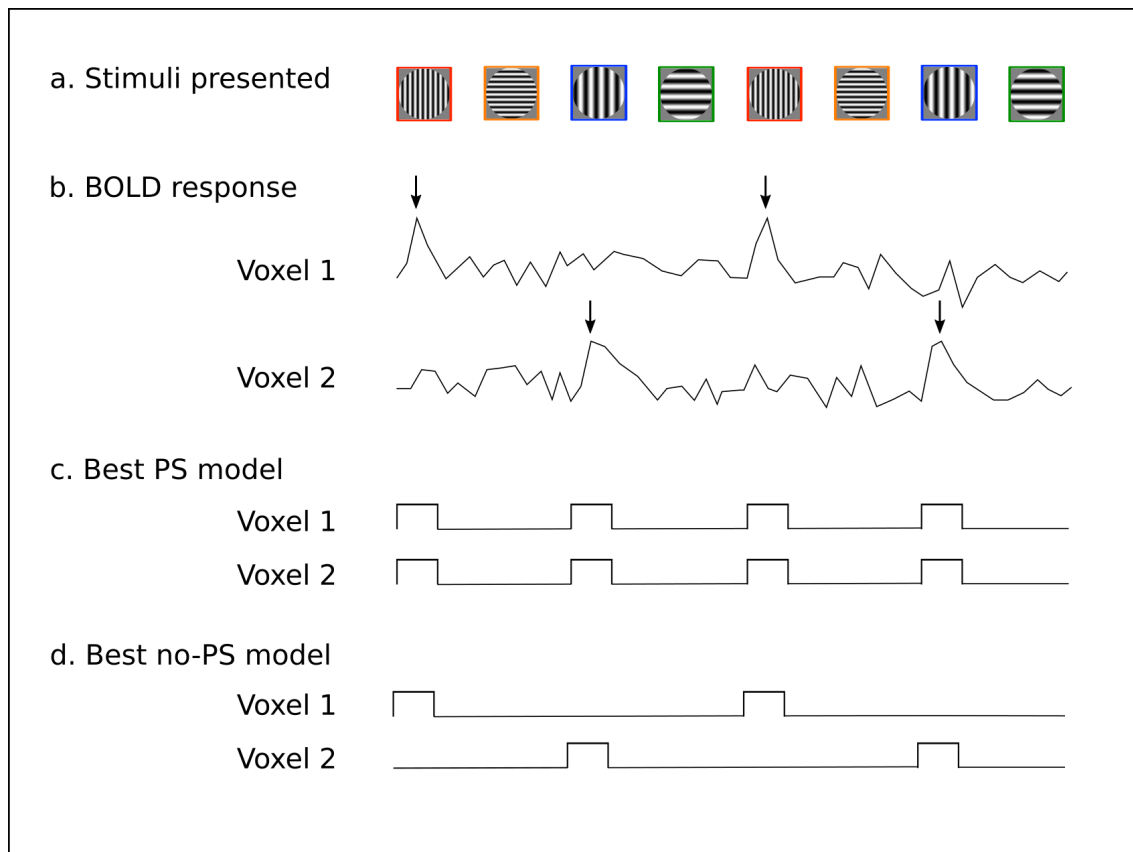 a. Stimuli presented
b. BOLD response
Voxel 1
Voxel 2
c. Best PS model
Voxel 1
Voxel 2
d. Best no-PS model
Voxel 1
Voxel 2